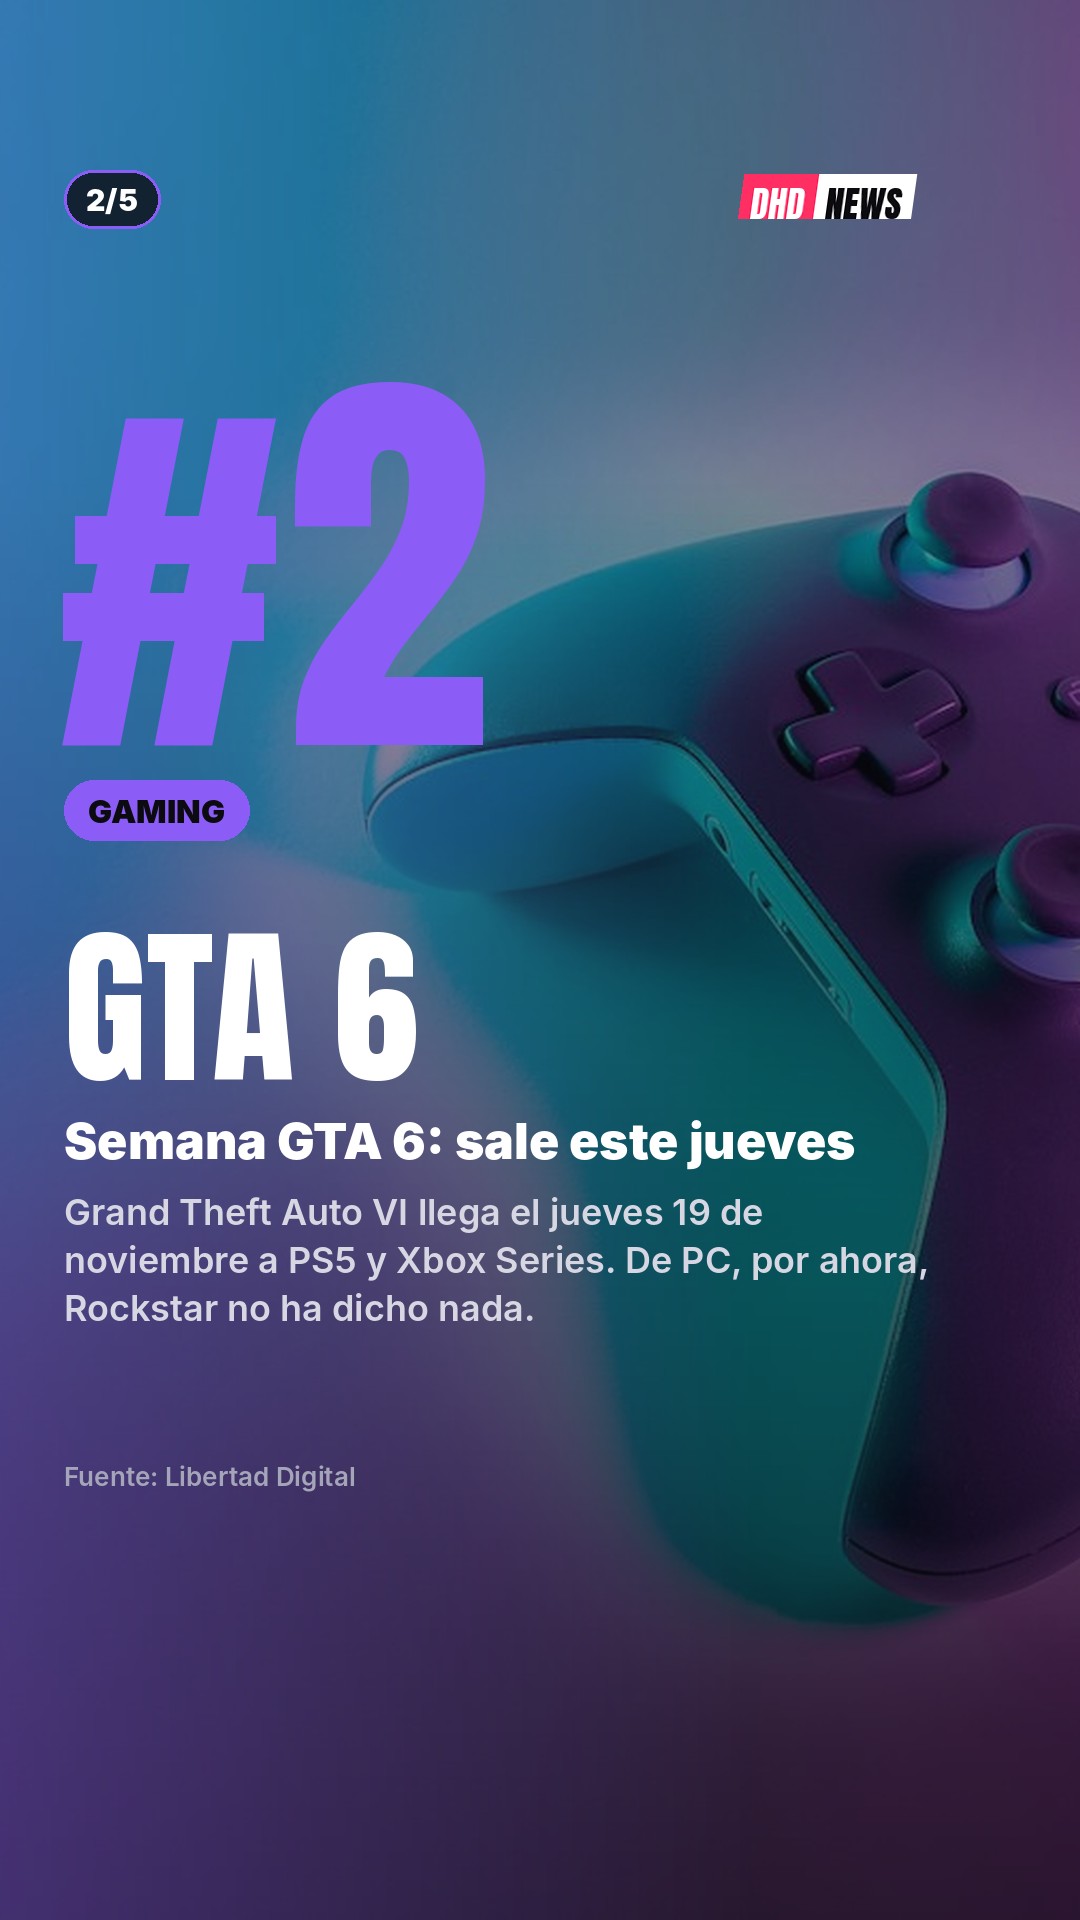 2/5
DHD NEWS
#2
GAMING
GTA 6
Semana GTA 6: sale este jueves
Grand Theft Auto VI llega el jueves 19 de
noviembre a PS5 y Xbox Series. De PC, por ahora,
Rockstar no ha dicho nada.
Fuente: Libertad Digital